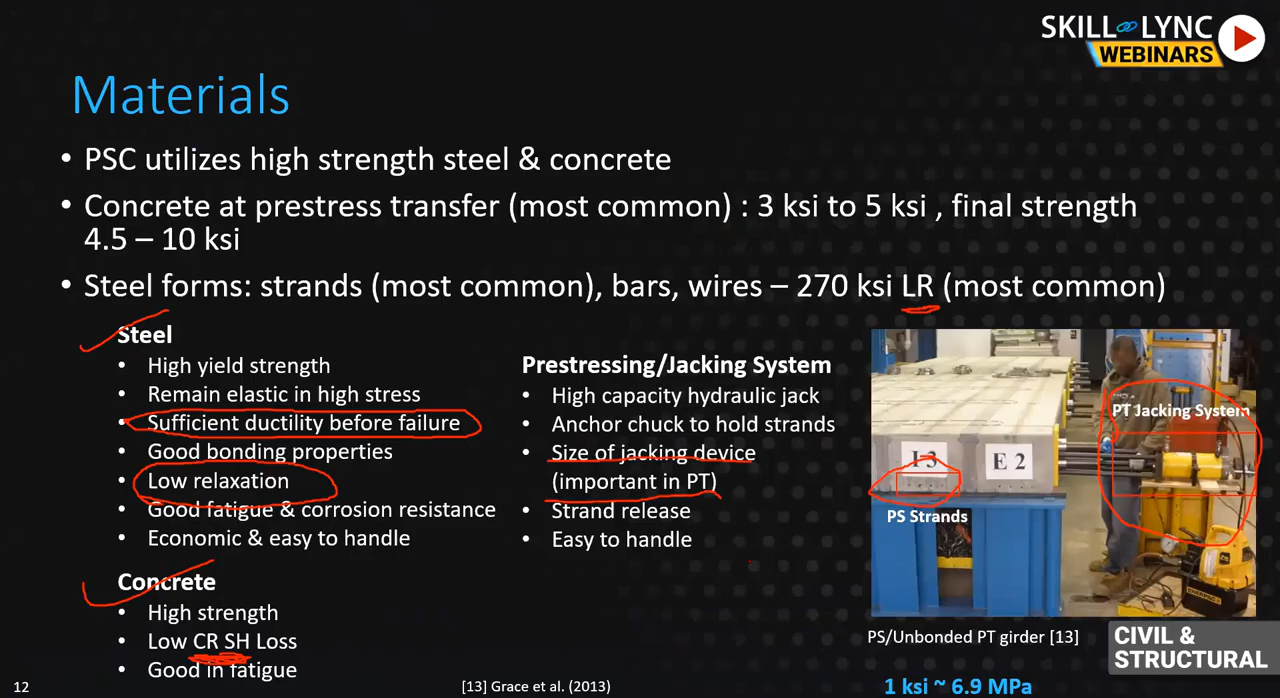 SKILL LYNC
WEBINARS
Materials
• PSC utilizes high strength steel & concrete
• Concrete at prestress transfer (most common) : 3 ksi to 5 ksi , final strength
4.5 – 10 ksi
• Steel forms: strands (most common), bars, wires – 270 ksi LR (most common)
Steel
• High yield strength
• Remain elastic in high stress
• Sufficient ductility before failure
• Good bonding properties
• Low relaxation
• Good fatigue & corrosion resistance
• Economic & easy to handle
Concrete
• High strength
• Low CR SH Loss
• Good in fatigue
Prestressing/Jacking System
• High capacity hydraulic jack
• Anchor chuck to hold strands
• Size of jacking device
(important in PT)
• Strand release
• Easy to handle
PT Jacking System
I 3
E 2
PS Strands
ENERPAC
PS/Unbonded PT girder [13]
CIVIL &
STRUCTURAL
12
[13] Grace et al. (2013)
1 ksi ~ 6.9 MPa